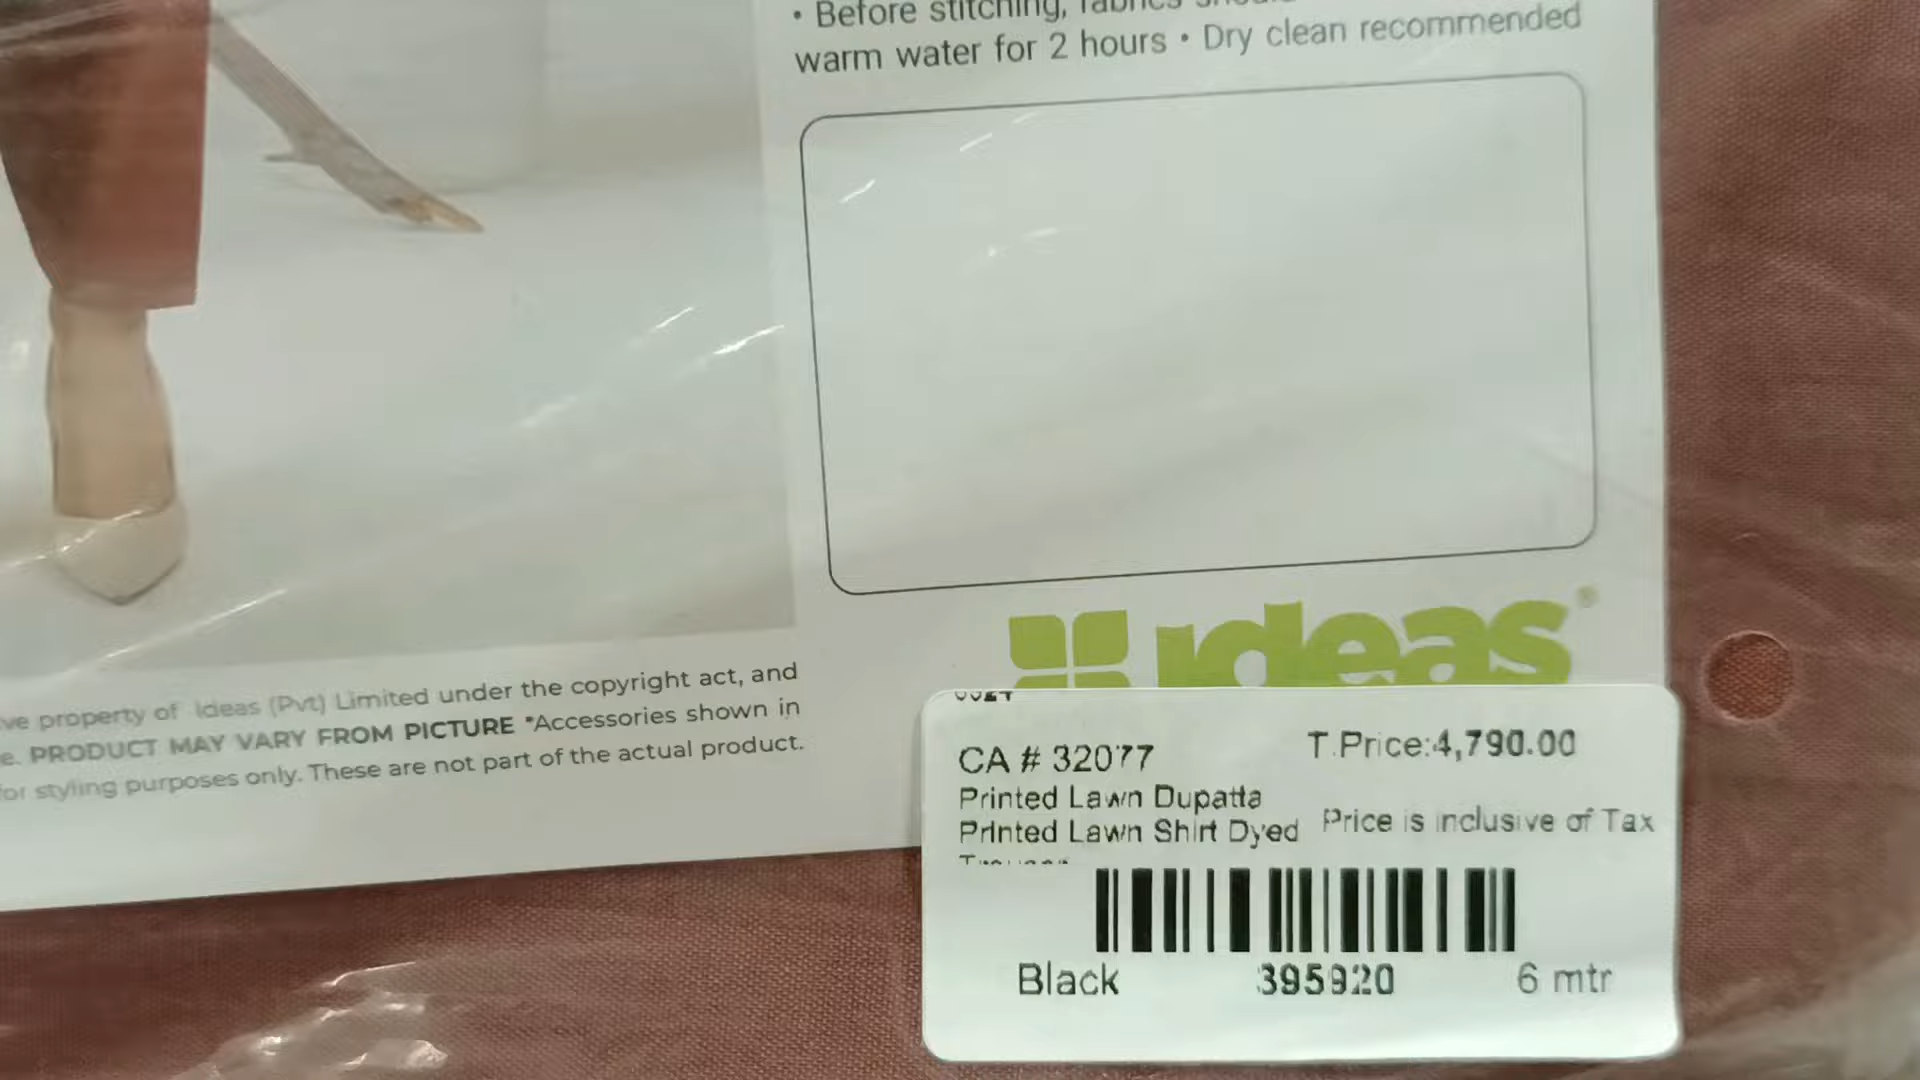 • Before stitching, fabrics
warm water for 2 hours • Dry clean recommended
ideas®
property of Ideas (Pvt) Limited under the copyright act, and
PRODUCT MAY VARY FROM PICTURE *Accessories shown in
for styling purposes only. These are not part of the actual product.
CA # 32077
T.Price:4,790.00
Printed Lawn Dupatta
Printed Lawn Shirt Dyed
Price is inclusive of Tax
Black 395920 6 mtr